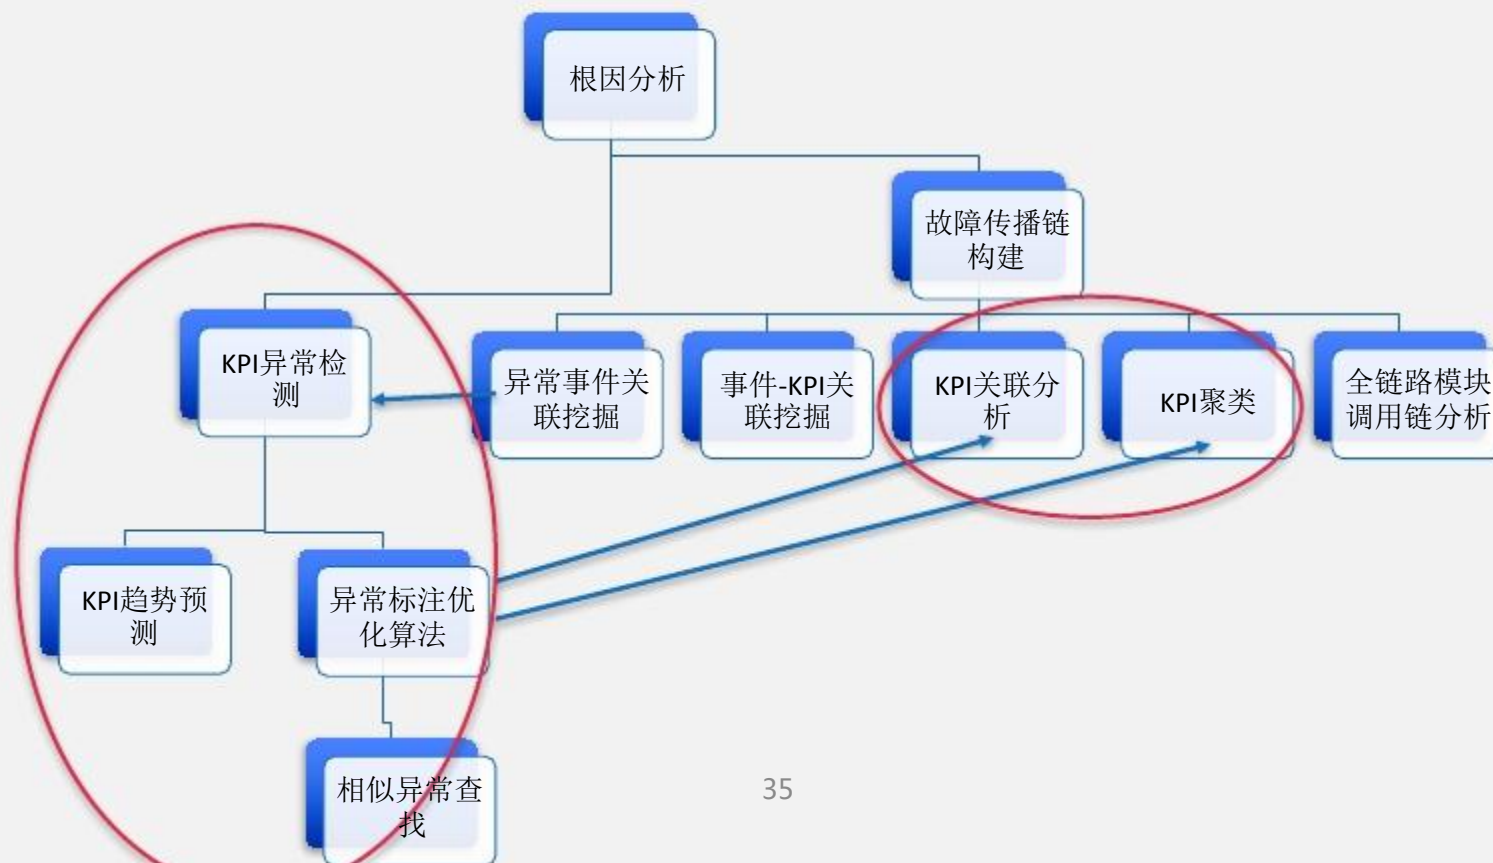 根因分析
故障传播链
构建
KPI异常检
测
异常事件关
联挖掘
事件-KPI关
联挖掘
KPI关联分
析
KPI聚类
全链路模块
调用链分析
KPI趋势预
测
异常标注优
化算法
相似异常查
找
35